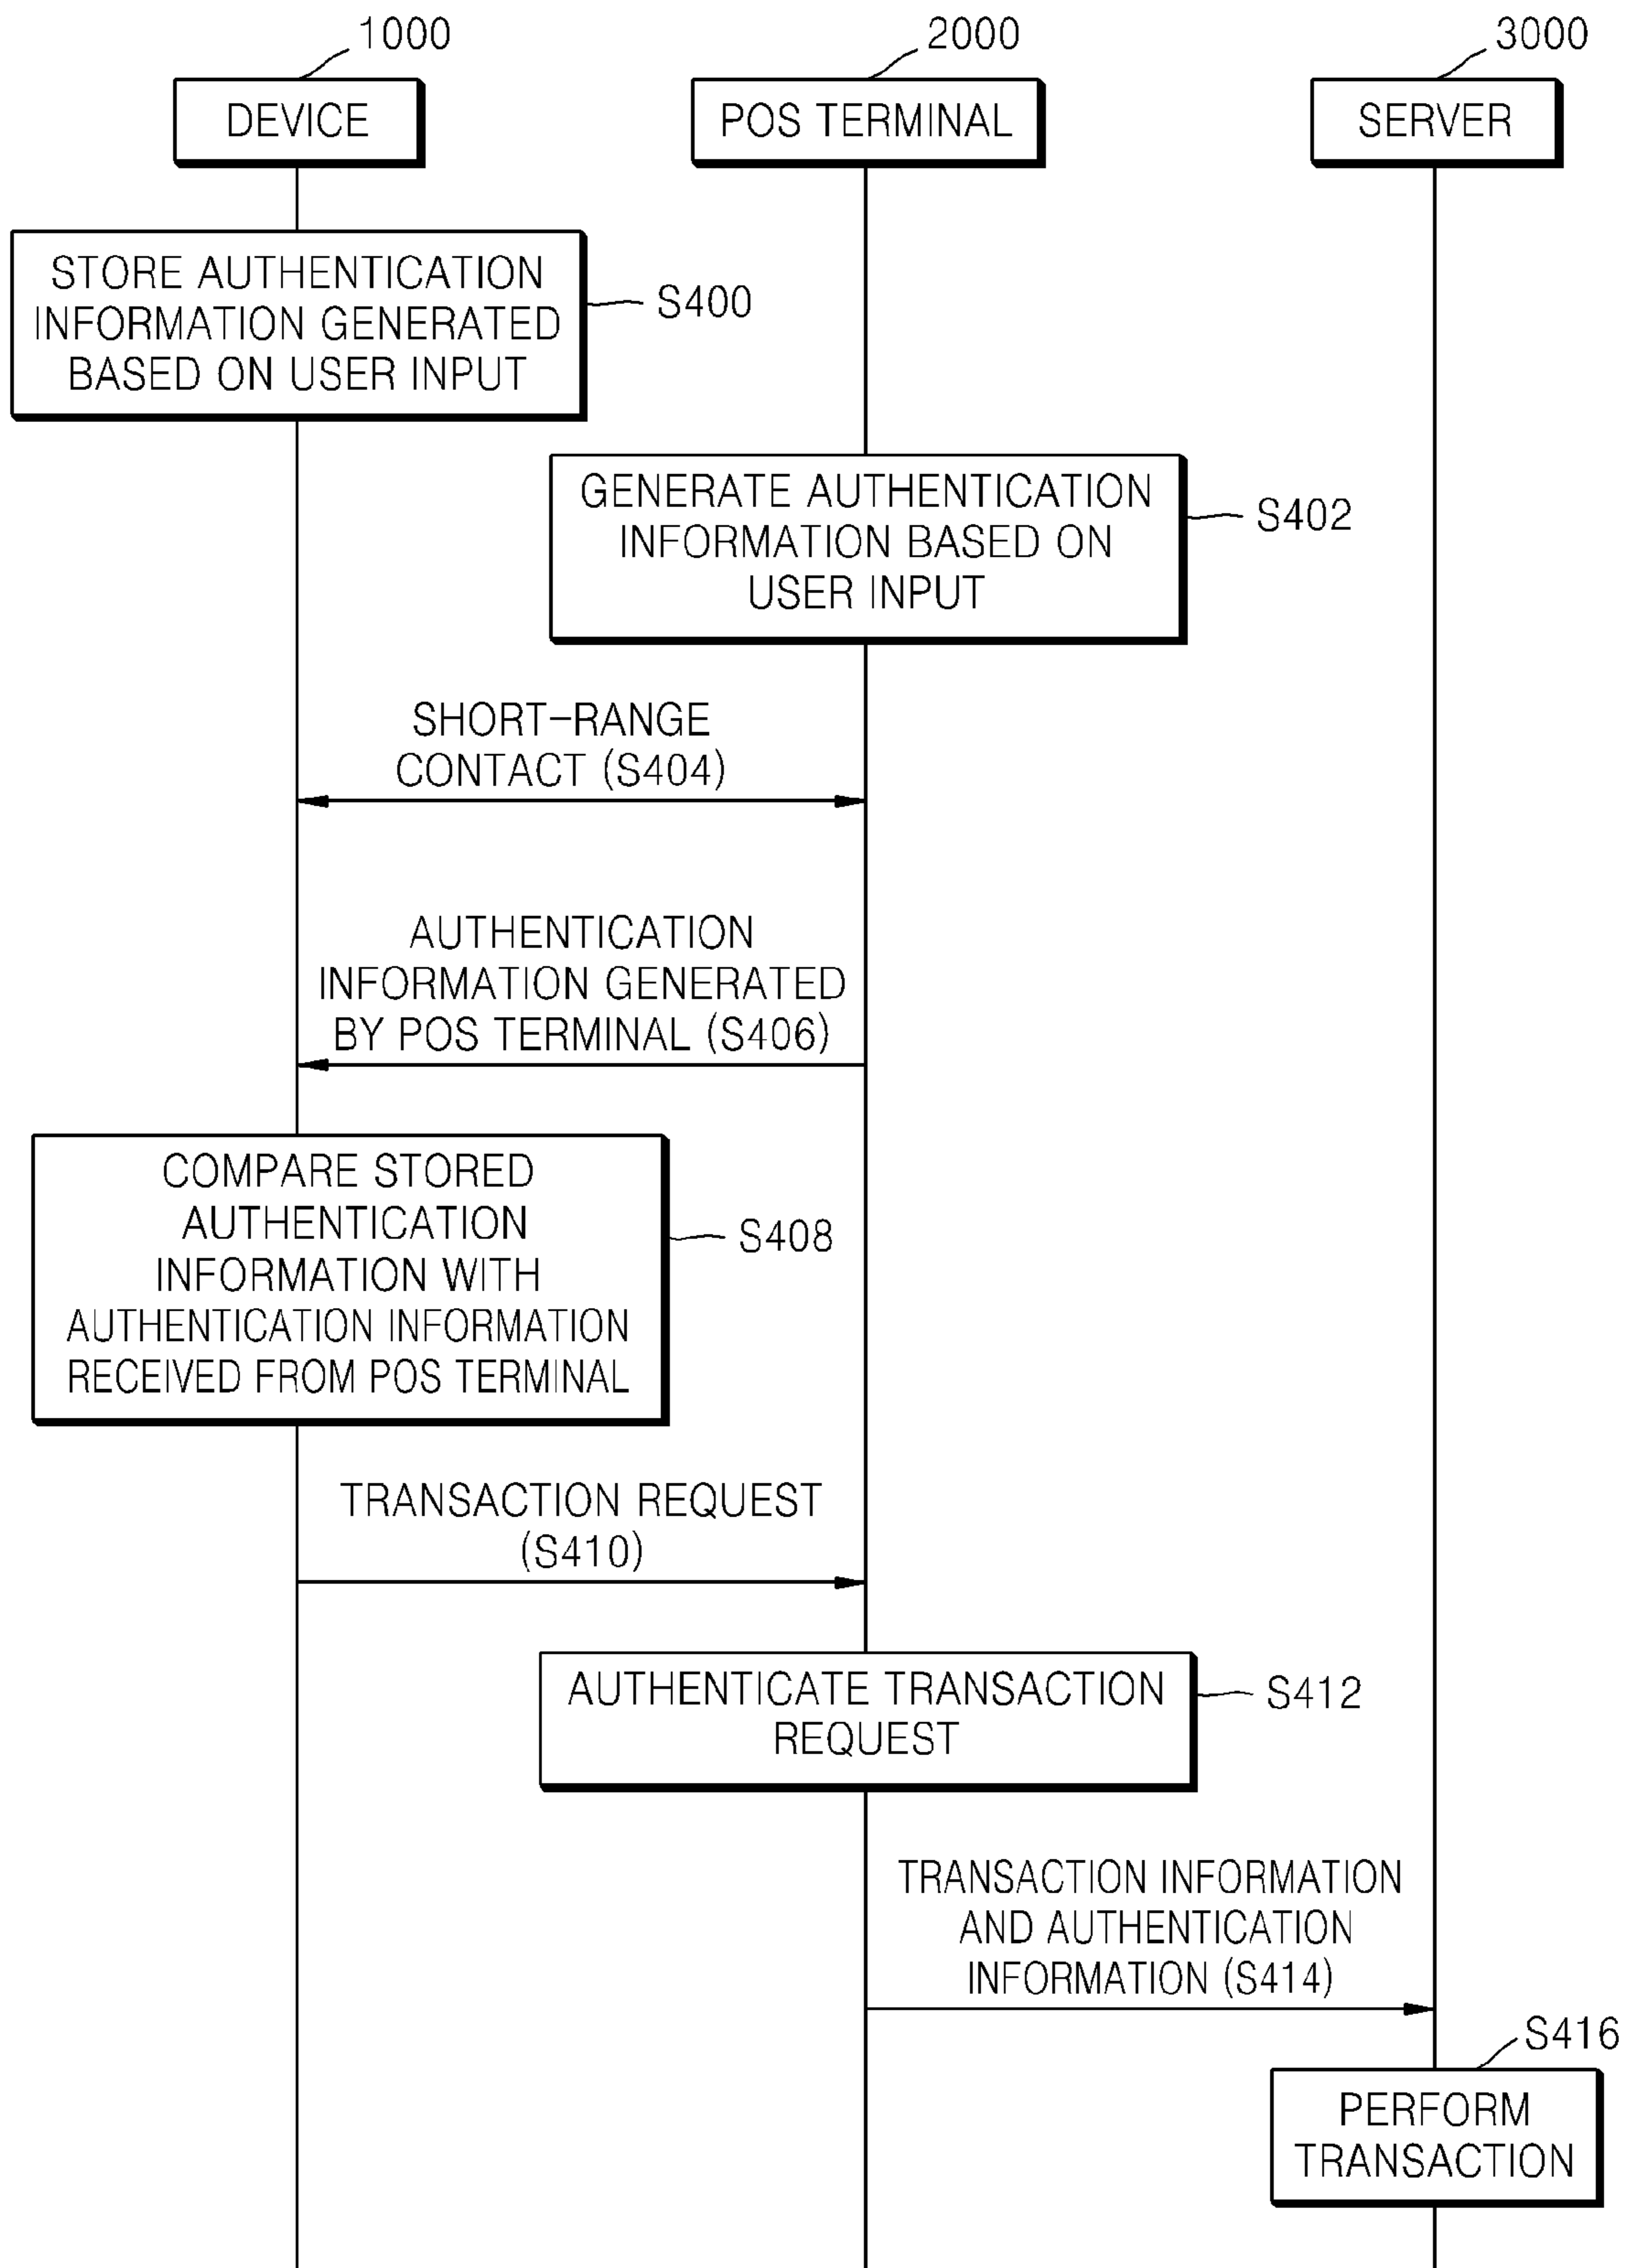 1000
2000
3000
DEVICE
POS TERMINAL
SERVER
STORE AUTHENTICATION
INFORMATION GENERATED
BASED ON USER INPUT
S400
GENERATE AUTHENTICATION
INFORMATION BASED ON
USER INPUT
S402
SHORT-RANGE
CONTACT (S404)
AUTHENTICATION
INFORMATION GENERATED
BY POS TERMINAL (S406)
COMPARE STORED
AUTHENTICATION
INFORMATION WITH
AUTHENTICATION INFORMATION
RECEIVED FROM POS TERMINAL
S408
TRANSACTION REQUEST
(S410)
AUTHENTICATE TRANSACTION
REQUEST
S412
TRANSACTION INFORMATION
AND AUTHENTICATION
INFORMATION (S414)
S416
PERFORM
TRANSACTION